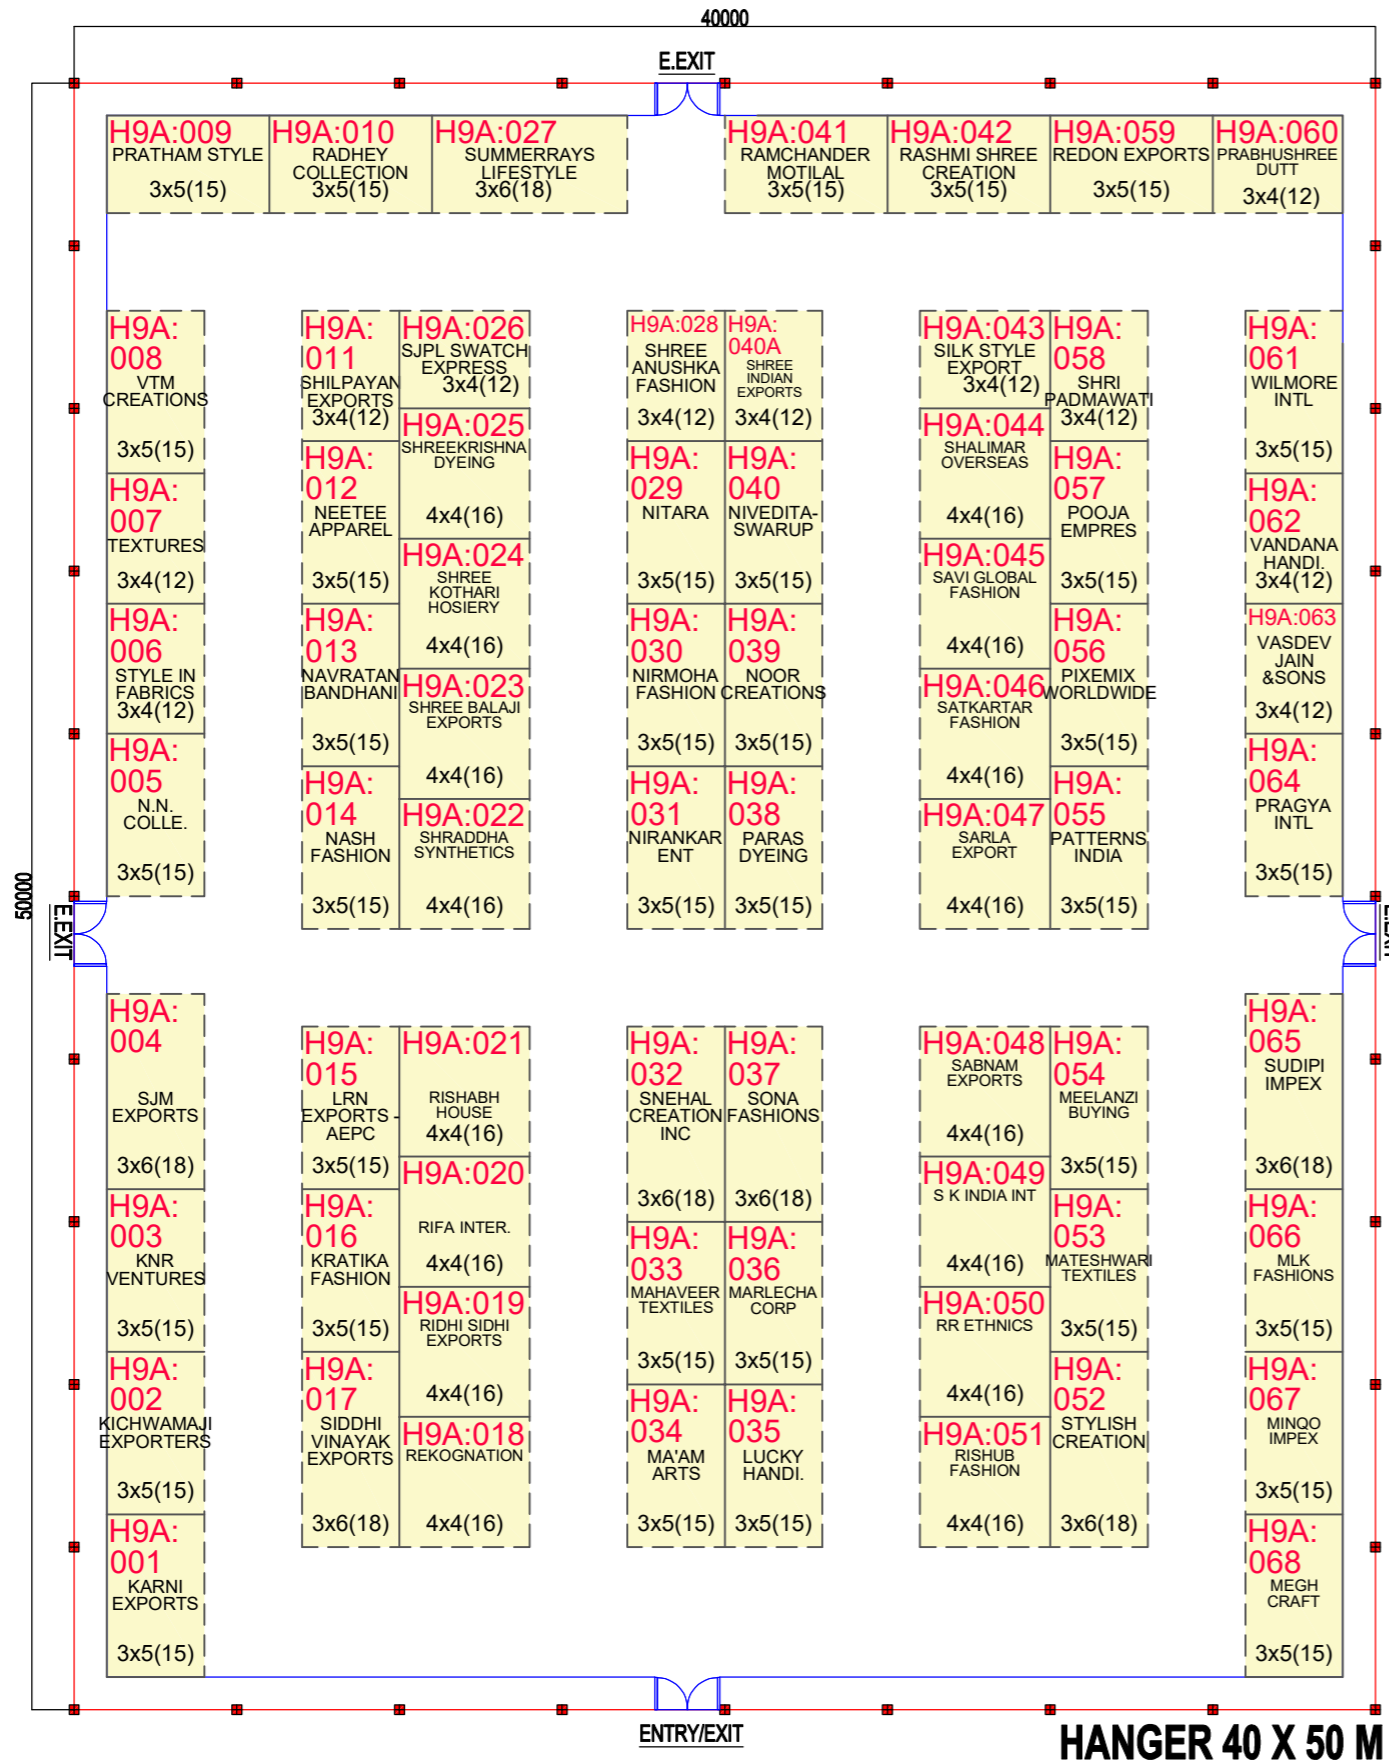 40000
E.EXIT
H9A:009
PRATHAM STYLE
3x5(15)
H9A:010
RADHEY
COLLECTION
3x5(15)
H9A:027
SUMMERRAYS
LIFESTYLE
3x6(18)
H9A:041
RAMCHANDER
MOTILAL
3x5(15)
H9A:042
RASHMI SHREE
CREATION
3x5(15)
H9A:059
REDON EXPORTS
3x5(15)
H9A:060
PRABHUSHREE
DUTT
3x4(12)
H9A:
008
VTM
CREATIONS
3x5(15)
H9A:
007
TEXTURES
3x4(12)
H9A:
006
STYLE IN
FABRICS
3x4(12)
H9A:
005
N.N.
COLLE.
3x5(15)
H9A:
011
SHILPAYAN
EXPORTS
3x4(12)
H9A:
012
NEETEE
APPAREL
3x5(15)
H9A:
013
NAVRATAN
BANDHANI
3x5(15)
H9A:
014
NASH
FASHION
3x5(15)
H9A:026
SJPL SWATCH
EXPRESS
3x4(12)
H9A:025
SHREEKRISHNA
DYEING
4x4(16)
H9A:024
SHREE
KOTHARI
HOSIERY
4x4(16)
H9A:023
SHREE BALAJI
EXPORTS
4x4(16)
H9A:022
SHRADDHA
SYNTHETICS
4x4(16)
H9A:028
SHREE
ANUSHKA
FASHION
3x4(12)
H9A:
029
NITARA
3x5(15)
H9A:
030
NIRMOHA
FASHION
3x5(15)
H9A:
031
NIRANKAR
ENT
3x5(15)
H9A:
040A
SHREE
INDIAN
EXPORTS
3x4(12)
H9A:
040
NIVEDITA-
SWARUP
3x5(15)
H9A:
039
NOOR
CREATIONS
3x5(15)
H9A:
038
PARAS
DYEING
3x5(15)
H9A:043
SILK STYLE
EXPORT
3x4(12)
H9A:044
SHALIMAR
OVERSEAS
4x4(16)
H9A:045
SAVI GLOBAL
FASHION
4x4(16)
H9A:046
SATKARTAR
FASHION
4x4(16)
H9A:047
SARLA
EXPORT
4x4(16)
H9A:
058
SHRI
PADMAWATI
3x4(12)
H9A:
057
POOJA
EMPRES
3x5(15)
H9A:
056
PIXEMIX
WORLDWIDE
3x5(15)
H9A:
055
PATTERNS
INDIA
3x5(15)
H9A:
061
WILMORE
INTL
3x5(15)
H9A:
062
VANDANA
HANDI.
3x4(12)
H9A:063
VASDEV
JAIN
&SONS
3x4(12)
H9A:
064
PRAGYA
INTL
3x5(15)
50000
E.EXIT
E.EXIT
H9A:
004
SJM
EXPORTS
3x6(18)
H9A:
003
KNR
VENTURES
3x5(15)
H9A:
002
KICHWAMAJI
EXPORTERS
3x5(15)
H9A:
001
KARNI
EXPORTS
3x5(15)
H9A:
015
LRN
EXPORTS -
AEPC
3x5(15)
H9A:
016
KRATIKA
FASHION
3x5(15)
H9A:
017
SIDDHI
VINAYAK
EXPORTS
3x6(18)
H9A:021
RISHABH
HOUSE
4x4(16)
H9A:020
RIFA INTER.
4x4(16)
H9A:019
RIDHI SIDHI
EXPORTS
4x4(16)
H9A:018
REKOGNATION
4x4(16)
H9A:
032
SNEHAL
CREATION
INC
3x6(18)
H9A:
033
MAHAVEER
TEXTILES
3x5(15)
H9A:
034
MA'AM
ARTS
3x5(15)
H9A:
037
SONA
FASHIONS
3x6(18)
H9A:
036
MARLECHA
CORP
3x5(15)
H9A:
035
LUCKY
HANDI.
3x5(15)
H9A:048
SABNAM
EXPORTS
4x4(16)
H9A:049
S K INDIA INT
4x4(16)
H9A:050
RR ETHNICS
4x4(16)
H9A:051
RISHUB
FASHION
4x4(16)
H9A:
054
MEELANZI
BUYING
3x5(15)
H9A:
053
MATESHWARI
TEXTILES
3x5(15)
H9A:
052
STYLISH
CREATION
3x6(18)
H9A:
065
SUDIPI
IMPEX
3x6(18)
H9A:
066
MLK
FASHIONS
3x5(15)
H9A:
067
MINQO
IMPEX
3x5(15)
H9A:
068
MEGH
CRAFT
3x5(15)
ENTRY/EXIT
HANGER 40 X 50 M